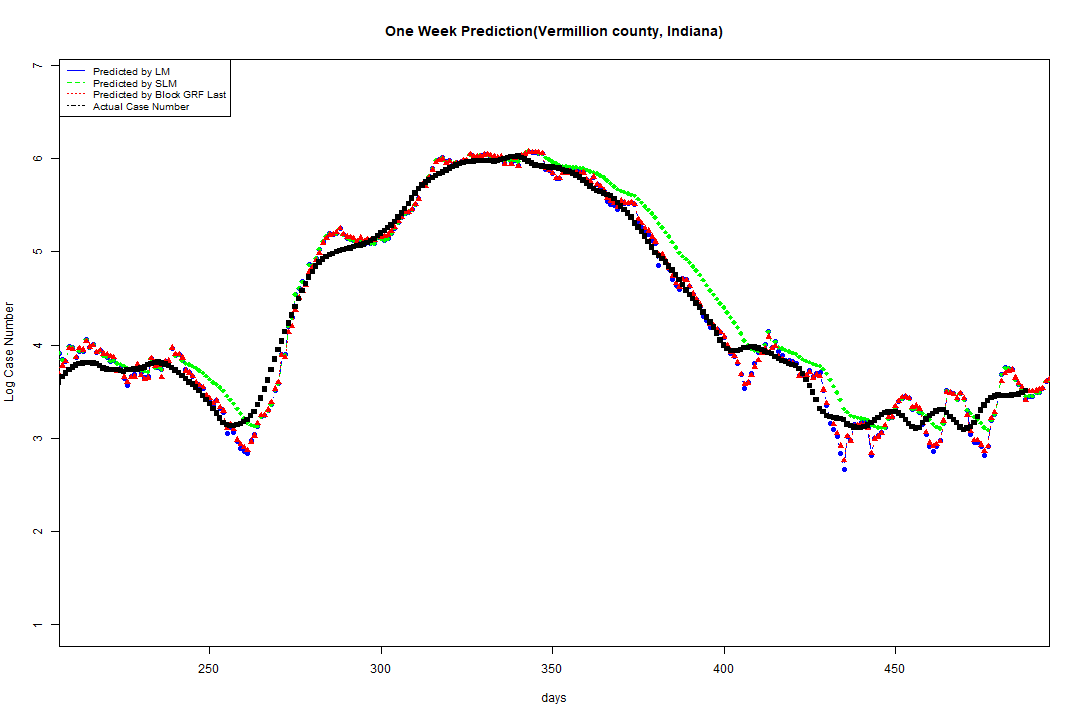 One Week Prediction(Vermillion county, Indiana)
7
Predicted by LM
Predicted by SLM
Predicted by Block GRF Last
Actual Case Number
6
5
4
3
2
1
Log Case Number
250 300 350 400 450
days